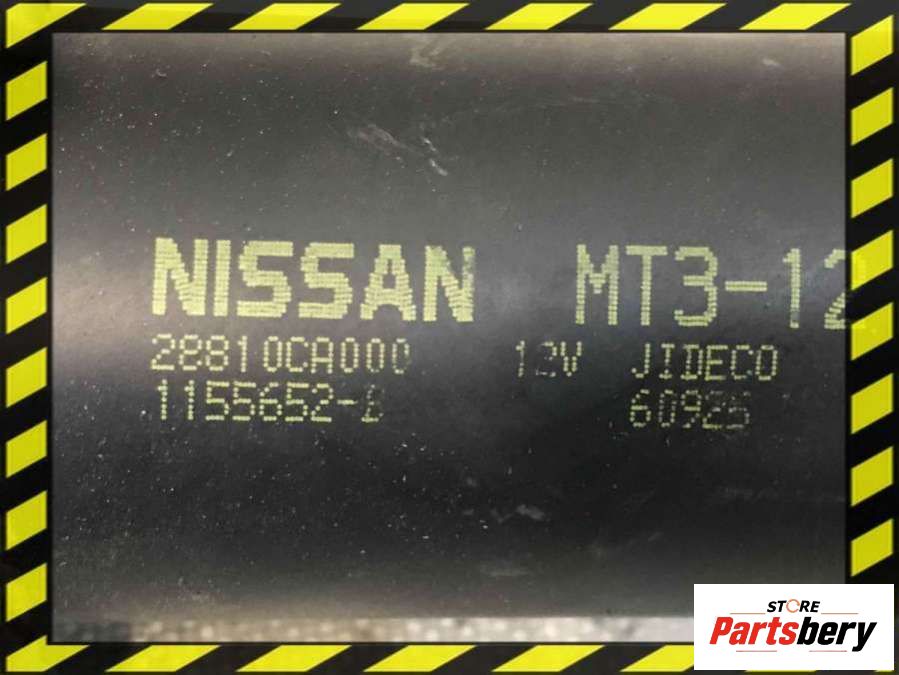 NISSAN MT3-12
28810CA000 12V JIDECO
1155652-B 60925
STORE
Partsbery